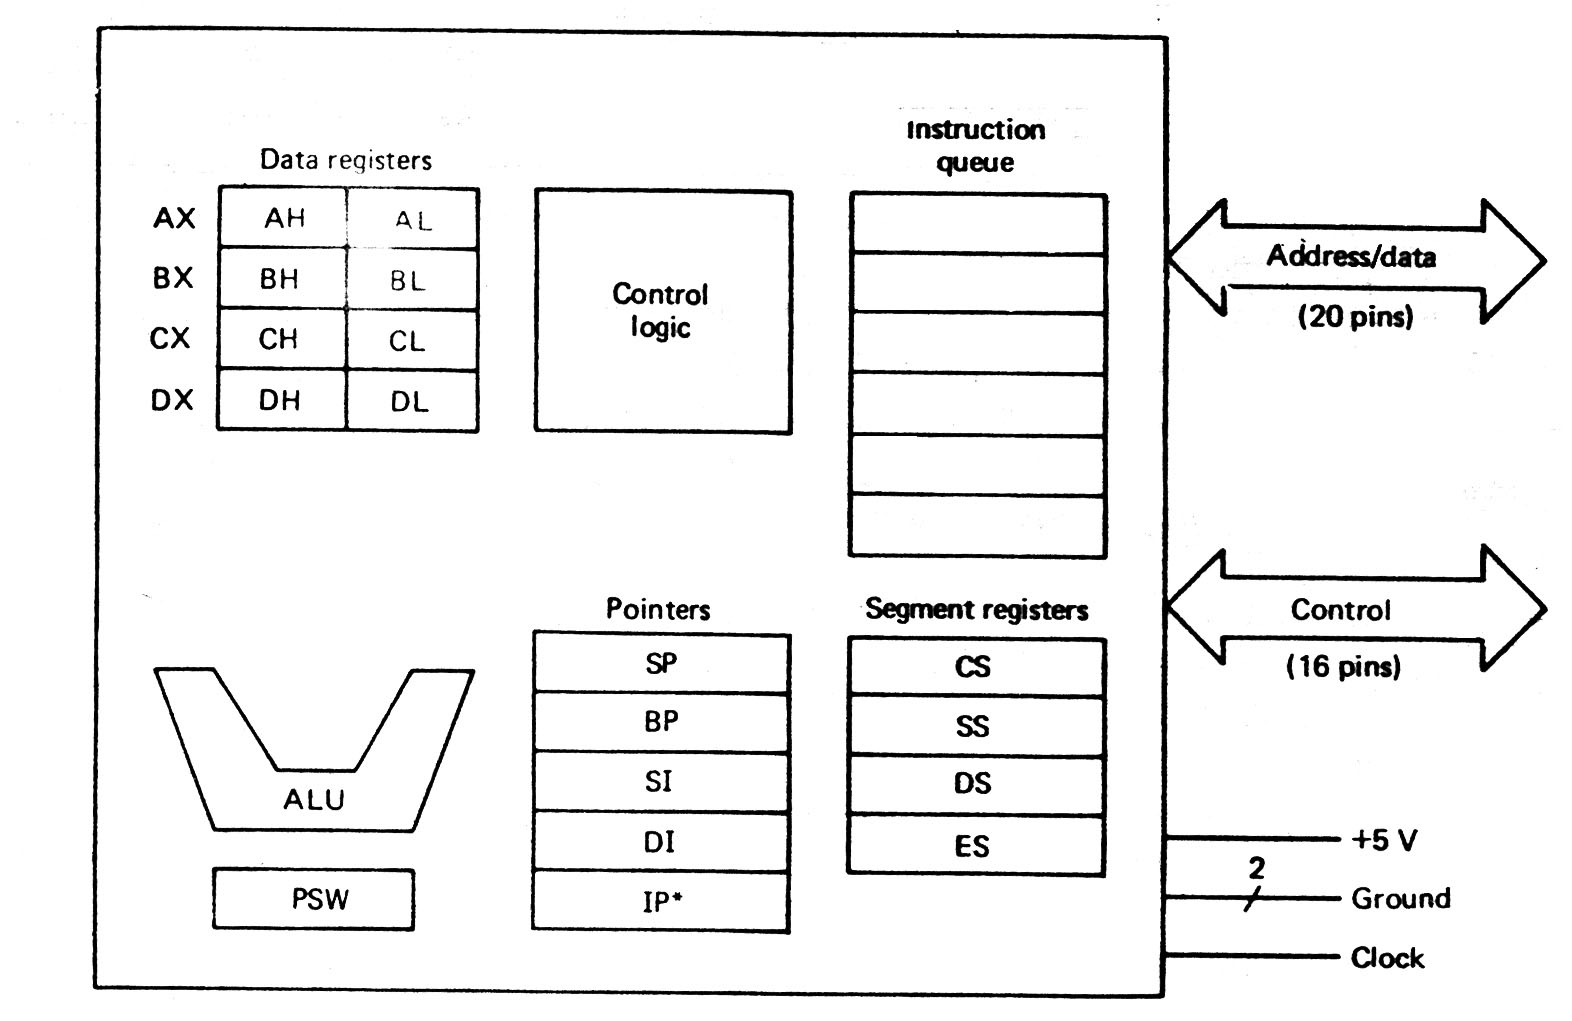 Data registers
AX AH AL
BX BH BL
CX CH CL
DX DH DL
Control
logic
Instruction
queue
Address/data
(20 pins)
Control
(16 pins)
ALU
PSW
Pointers
SP
BP
SI
DI
IP*
Segment registers
CS
SS
DS
ES
+5 V
2
Ground
Clock